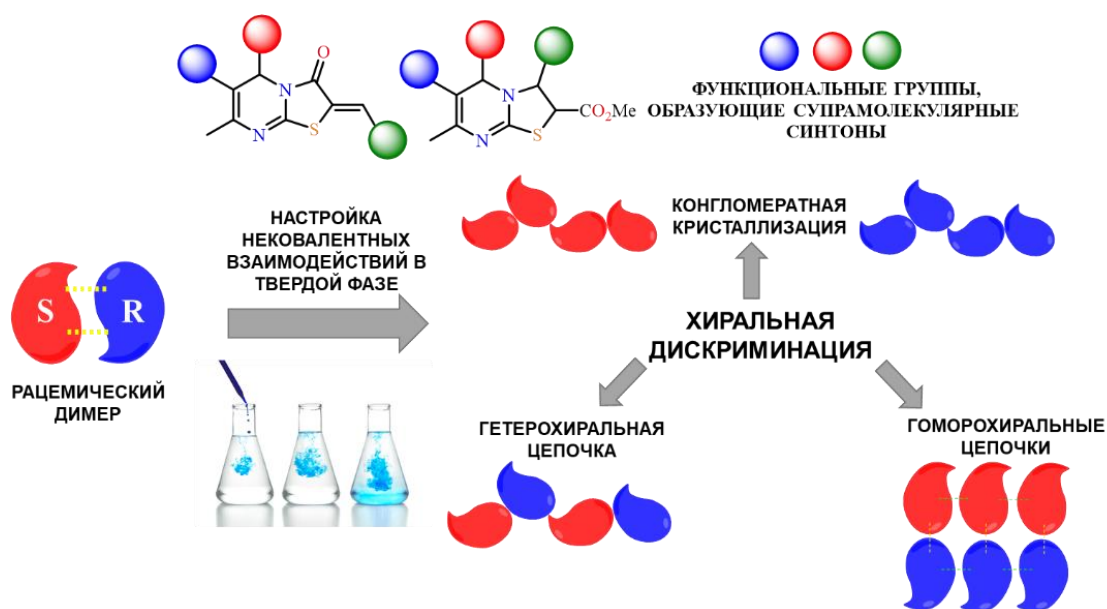 O
N
N
S
N
N
S
CO₂Me
ФУНКЦИОНАЛЬНЫЕ ГРУППЫ,
ОБРАЗУЮЩИЕ СУПРАМОЛЕКУЛЯРНЫЕ
СИНТОНЫ
НАСТРОЙКА
НЕКОВАЛЕНТНЫХ
ВЗАИМОДЕЙСТВИЙ В
ТВЕРДОЙ ФАЗЕ
КОНГЛОМЕРАТНАЯ
КРИСТАЛЛИЗАЦИЯ
S
R
РАЦЕМИЧЕСКИЙ
ДИМЕР
ХИРАЛЬНАЯ
ДИСКРИМИНАЦИЯ
ГЕТЕРОХИРАЛЬНАЯ
ЦЕПОЧКА
ГОМОРОХИРАЛЬНЫЕ
ЦЕПОЧКИ